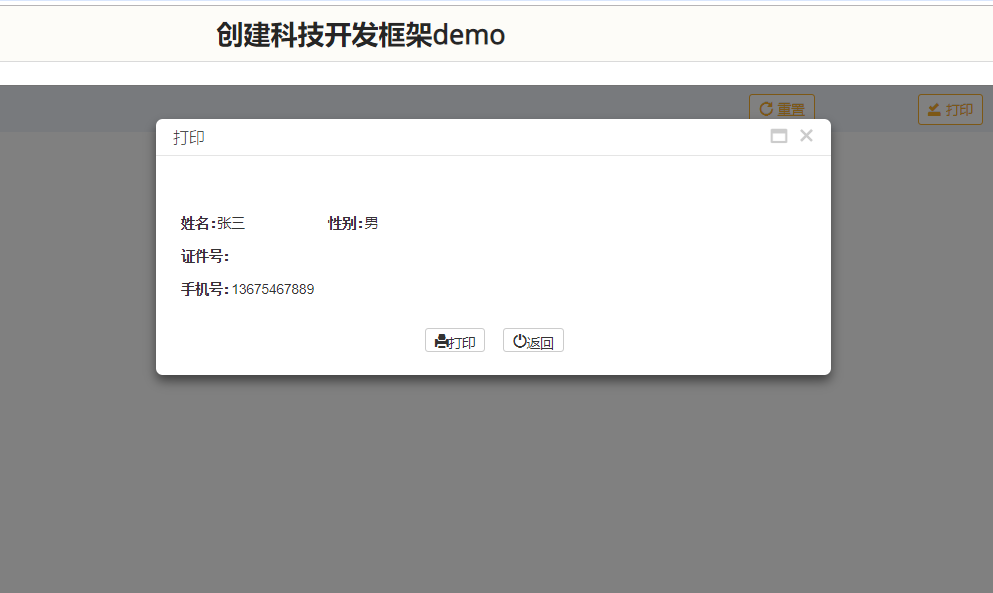 创建科技开发框架demo
重置 打印
打印
姓名:张三 性别:男
证件号:
手机号:13675467889
打印 返回